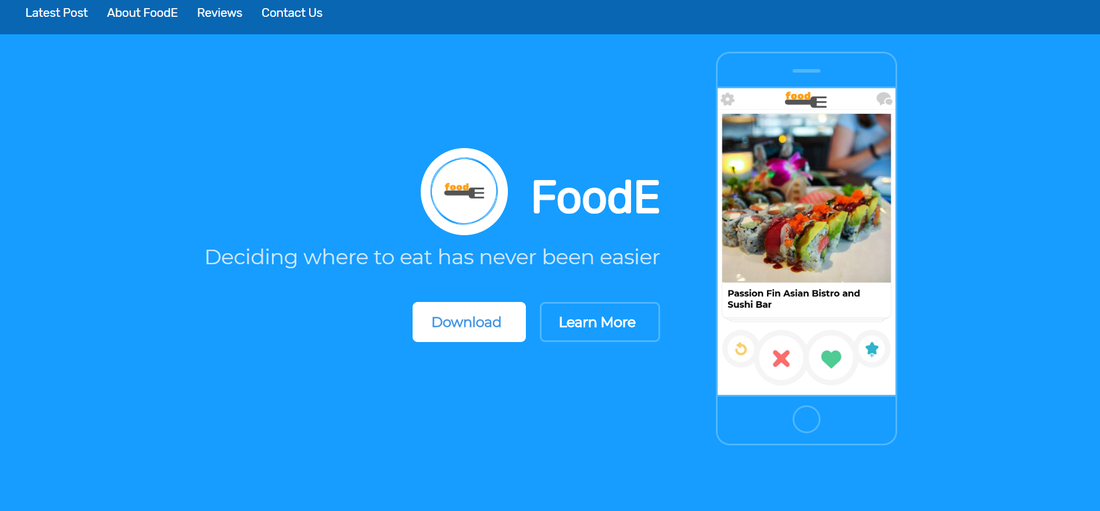 Latest Post About FoodE Reviews Contact Us
food
food
FoodE
Deciding where to eat has never been easier
Download Learn More
Passion Fin Asian Bistro and
Sushi Bar